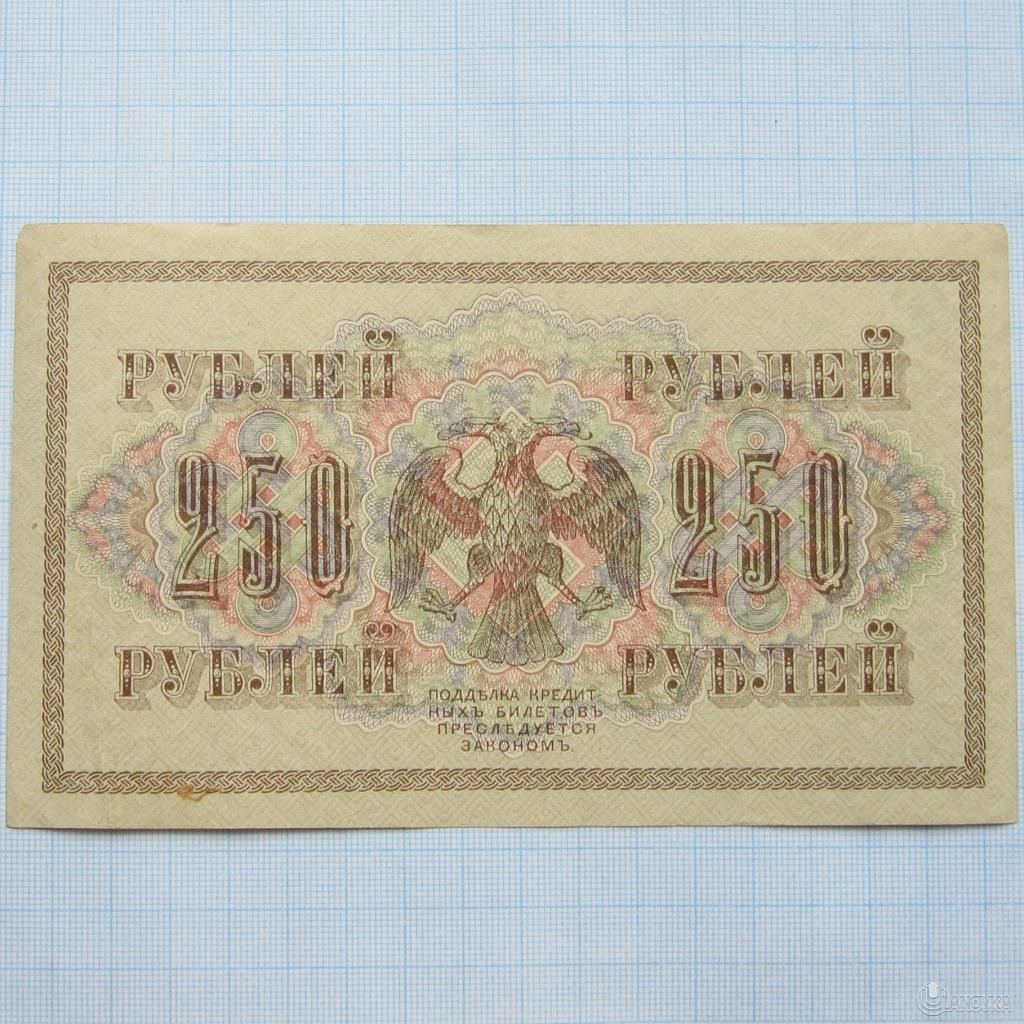 РУБЛЕЙ РУБЛЕЙ
250 250
РУБЛЕЙ РУБЛЕЙ
ПОДДѢЛКА КРЕДИТ
НЫХЪ БИЛЕТОВЪ
ПРЕСЛѢДУЕТСЯ
ЗАКОНОМЪ.